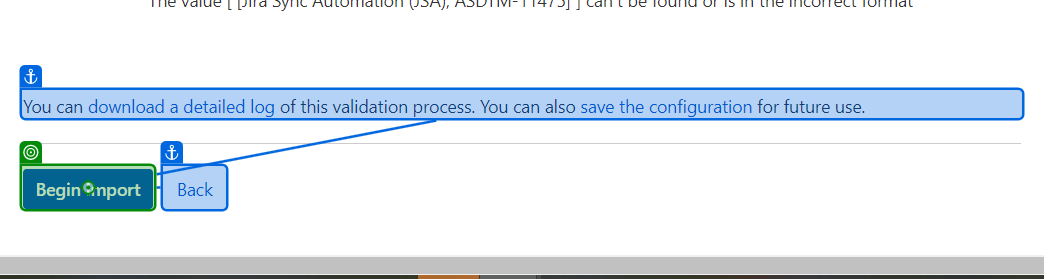 The value [ [Jira Sync Automation (JSA), ASDTM-11475] ] can't be found or is in the incorrect format
You can download a detailed log of this validation process. You can also save the configuration for future use.
Begin Import
Back